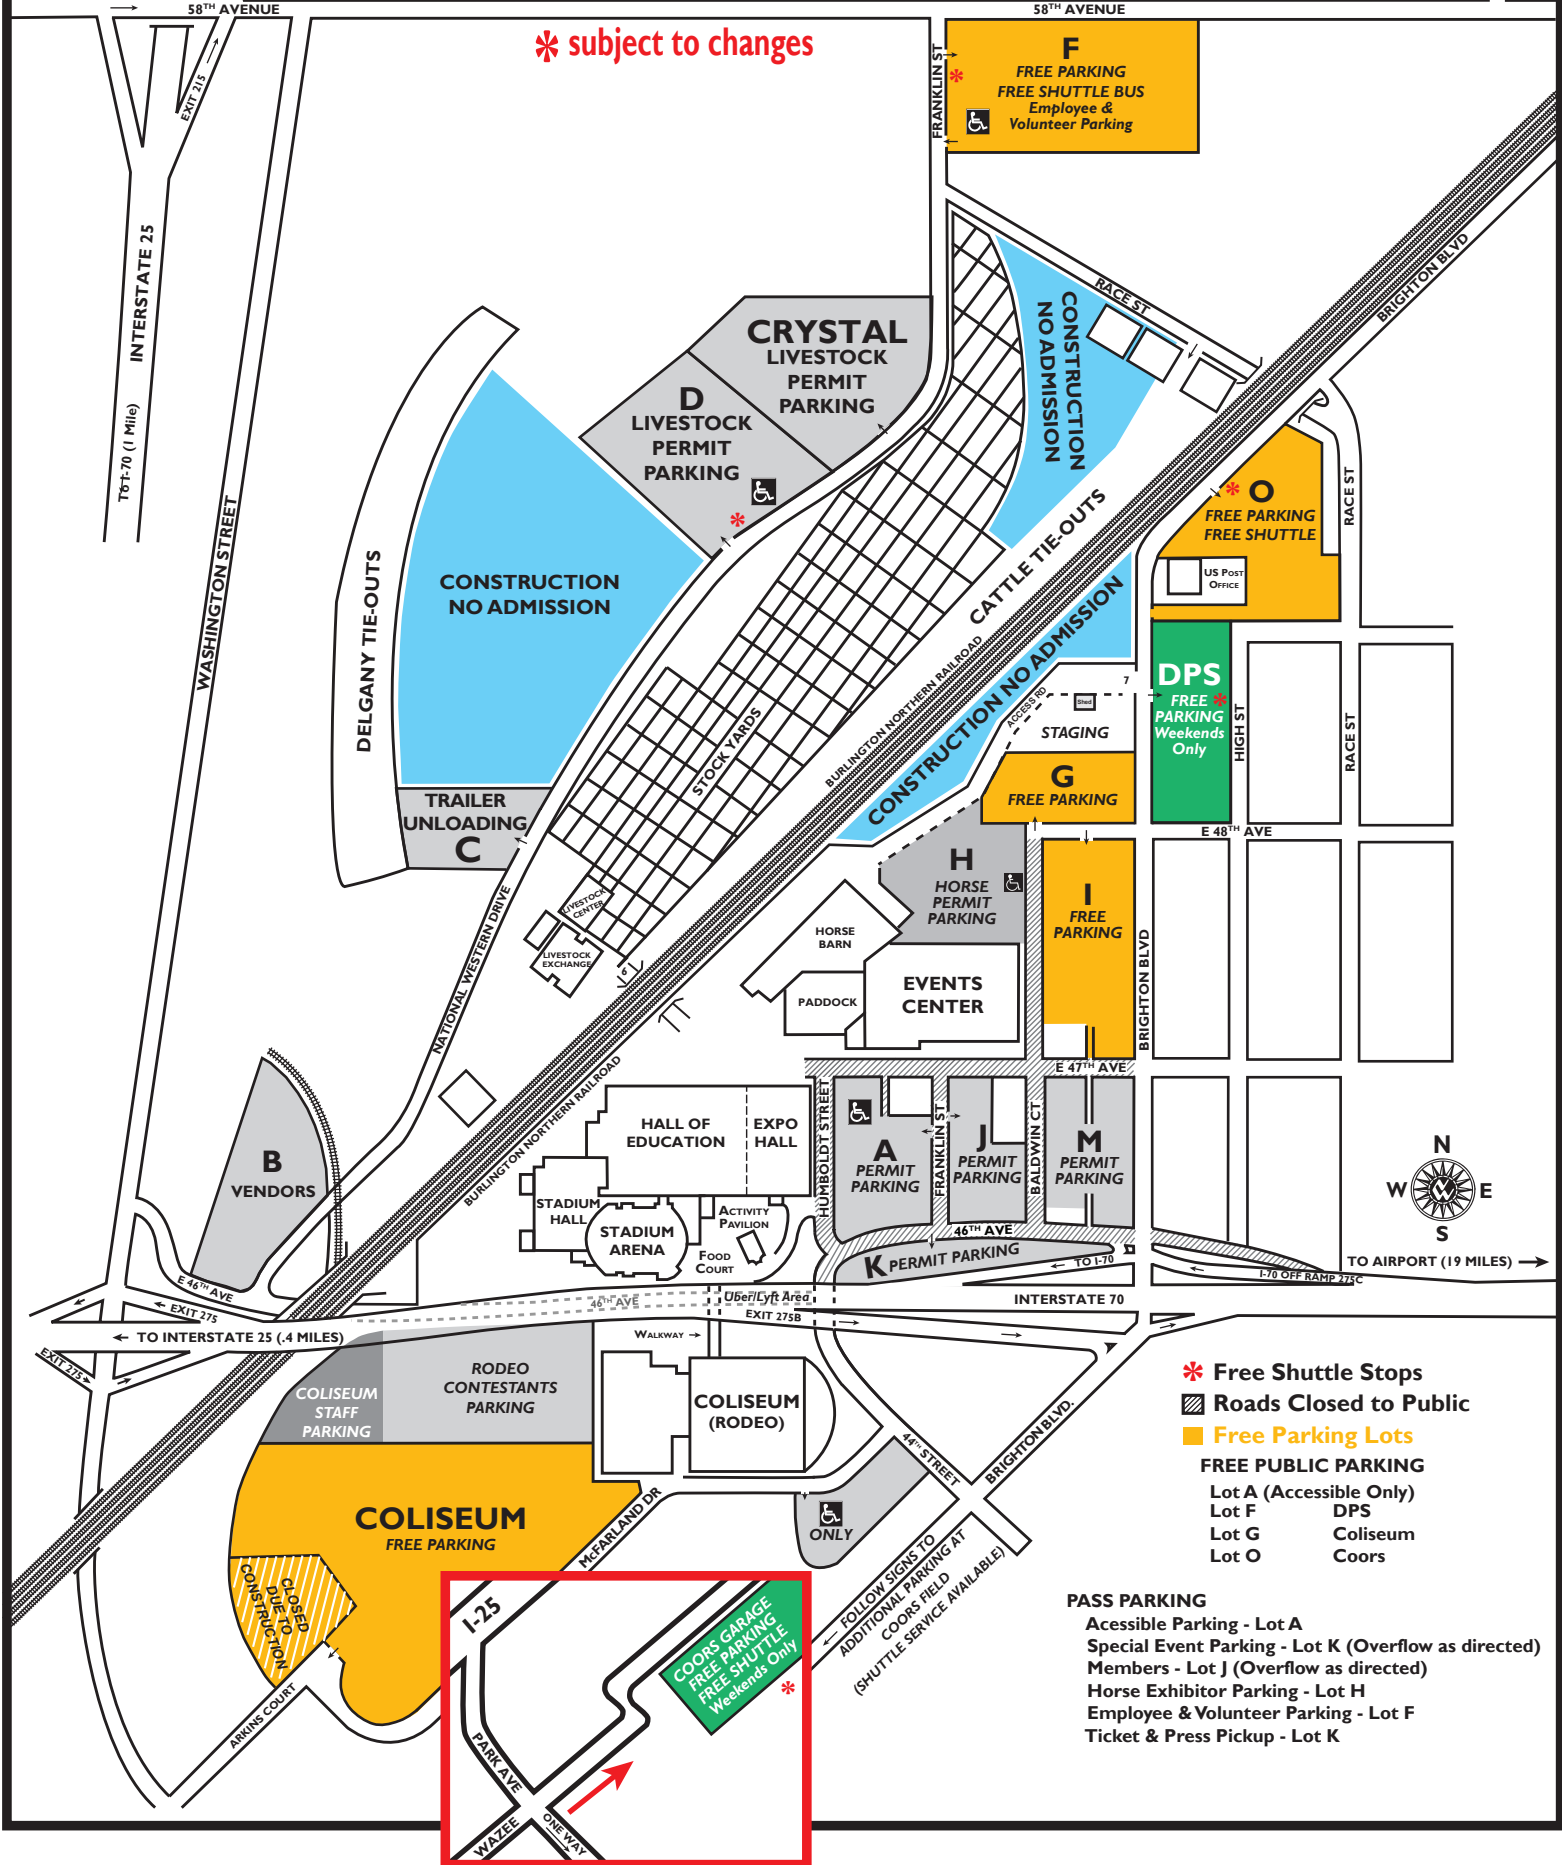 58TH AVENUE
58TH AVENUE
* subject to changes
EXIT 215
FRANKLIN ST
F
FREE PARKING
FREE SHUTTLE BUS
Employee &
Volunteer Parking
*
INTERSTATE 25
To I-70 (1 Mile)
WASHINGTON STREET
BRIGHTON BLVD
RACE ST
CONSTRUCTION
NO ADMISSION
CRYSTAL
LIVESTOCK
PERMIT
PARKING
D
LIVESTOCK
PERMIT
PARKING
*
CATTLE TIE-OUTS
* O
FREE PARKING
FREE SHUTTLE
US POST
OFFICE
RACE ST
DELGANY TIE-OUTS
CONSTRUCTION
NO ADMISSION
STOCK YARDS
BURLINGTON NORTHERN RAILROAD
CONSTRUCTION NO ADMISSION
ACCESS RD
7
Shed
STAGING
DPS
FREE *
PARKING
Weekends
Only
HIGH ST
RACE ST
G
FREE PARKING
TRAILER
UNLOADING
C
E 48TH AVE
H
HORSE
PERMIT
PARKING
I
FREE
PARKING
NATIONAL WESTERN DRIVE
LIVESTOCK
CENTER
LIVESTOCK
EXCHANGE
6
HORSE
BARN
PADDOCK
EVENTS
CENTER
BRIGHTON BLVD
E 47TH AVE
BURLINGTON NORTHERN RAILROAD
B
VENDORS
HALL OF
EDUCATION
EXPO
HALL
HUMBOLDT STREET
A
PERMIT
PARKING
FRANKLIN ST
J
PERMIT
PARKING
BALDWIN CT
M
PERMIT
PARKING
N
W
E
S
STADIUM
HALL
STADIUM
ARENA
ACTIVITY
PAVILION
FOOD
COURT
46TH AVE
K PERMIT PARKING
TO I-70
TO AIRPORT (19 MILES)
I-70 OFF RAMP 275C
E 46TH AVE
EXIT 275
46TH AVE
Uber/Lyft Area
EXIT 275B
INTERSTATE 70
TO INTERSTATE 25 (.4 MILES)
EXIT 275
WALKWAY
COLISEUM
STAFF
PARKING
RODEO
CONTESTANTS
PARKING
COLISEUM
(RODEO)
44TH STREET
BRIGHTON BLVD.
* Free Shuttle Stops
Roads Closed to Public
Free Parking Lots
FREE PUBLIC PARKING
Lot A (Accessible Only)
Lot F DPS
Lot G Coliseum
Lot O Coors
COLISEUM
FREE PARKING
McFARLAND DR
ONLY
CLOSED
DUE TO
CONSTRUCTION
ARKINS COURT
FOLLOW SIGNS TO
ADDITIONAL PARKING AT
COORS FIELD
(SHUTTLE SERVICE AVAILABLE)
I-25
COORS GARAGE
FREE PARKING
FREE SHUTTLE
Weekends Only
*
PARK AVE
WAZEE
ONE WAY
PASS PARKING
Acessible Parking - Lot A
Special Event Parking - Lot K (Overflow as directed)
Members - Lot J (Overflow as directed)
Horse Exhibitor Parking - Lot H
Employee & Volunteer Parking - Lot F
Ticket & Press Pickup - Lot K